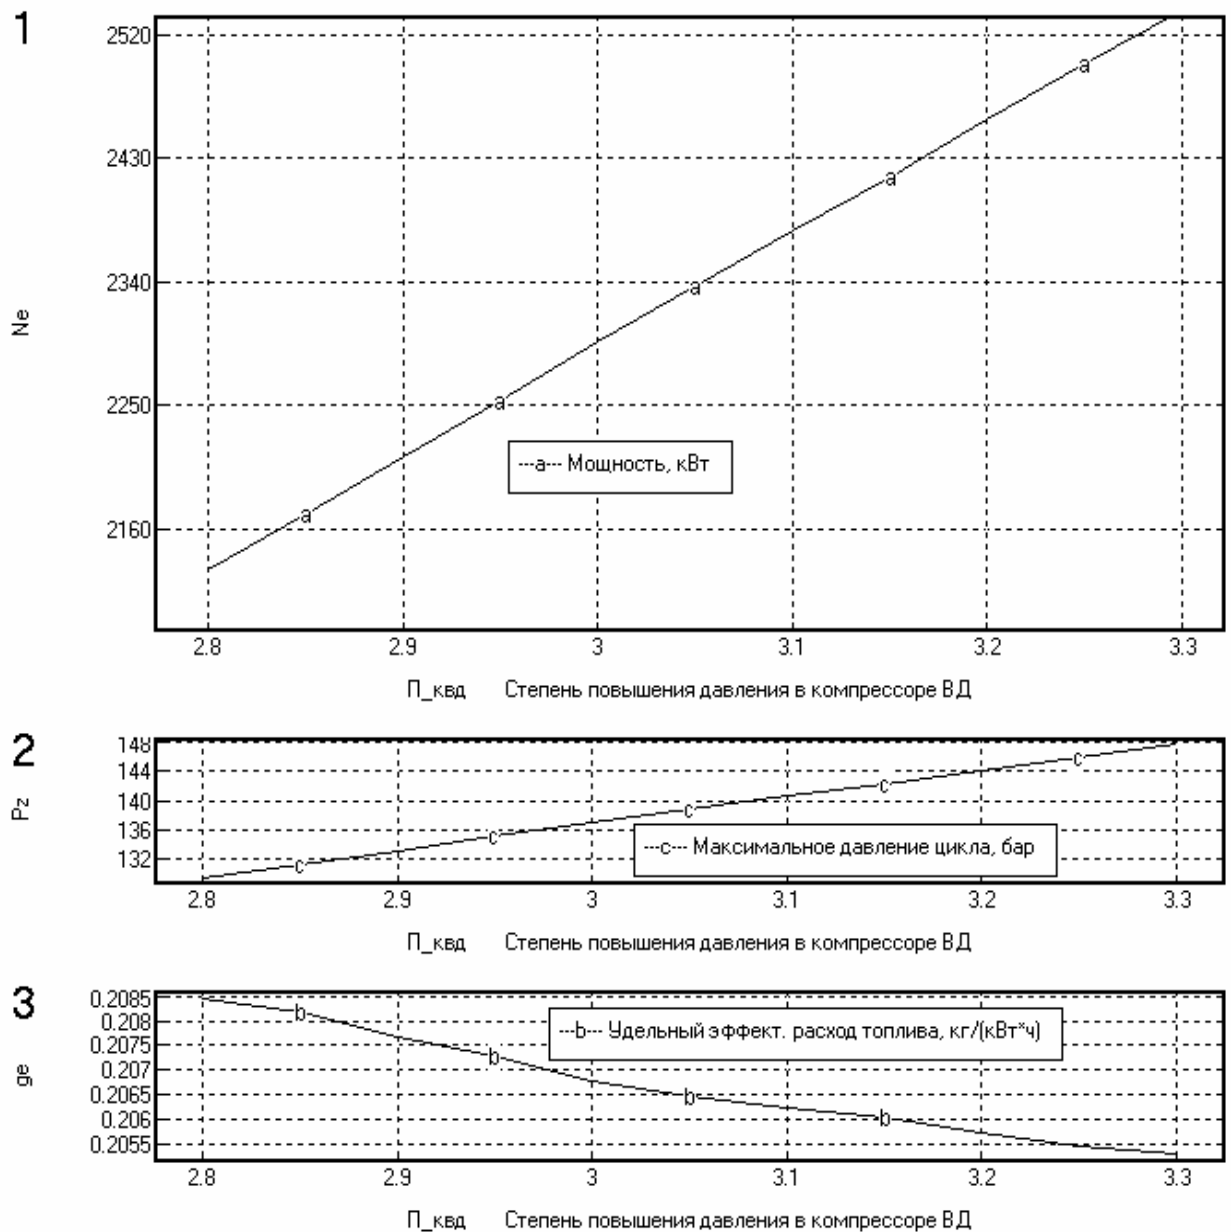 1
2520
2430
2340
2250
2160
Ne
a
a
a
a
a
---a--- Мощность, кВт
2.8 2.9 3 3.1 3.2 3.3
П_квд Степень повышения давления в компрессоре ВД
2
148
144
140
136
132
Pz
c
c
c
c
c
---c--- Максимальное давление цикла, бар
2.8 2.9 3 3.1 3.2 3.3
П_квд Степень повышения давления в компрессоре ВД
3
0.2085
0.208
0.2075
0.207
0.2065
0.206
0.2055
ge
b
b
b
b
---b--- Удельный эффект. расход топлива, кг/(кВт*ч)
2.8 2.9 3 3.1 3.2 3.3
П_квд Степень повышения давления в компрессоре ВД